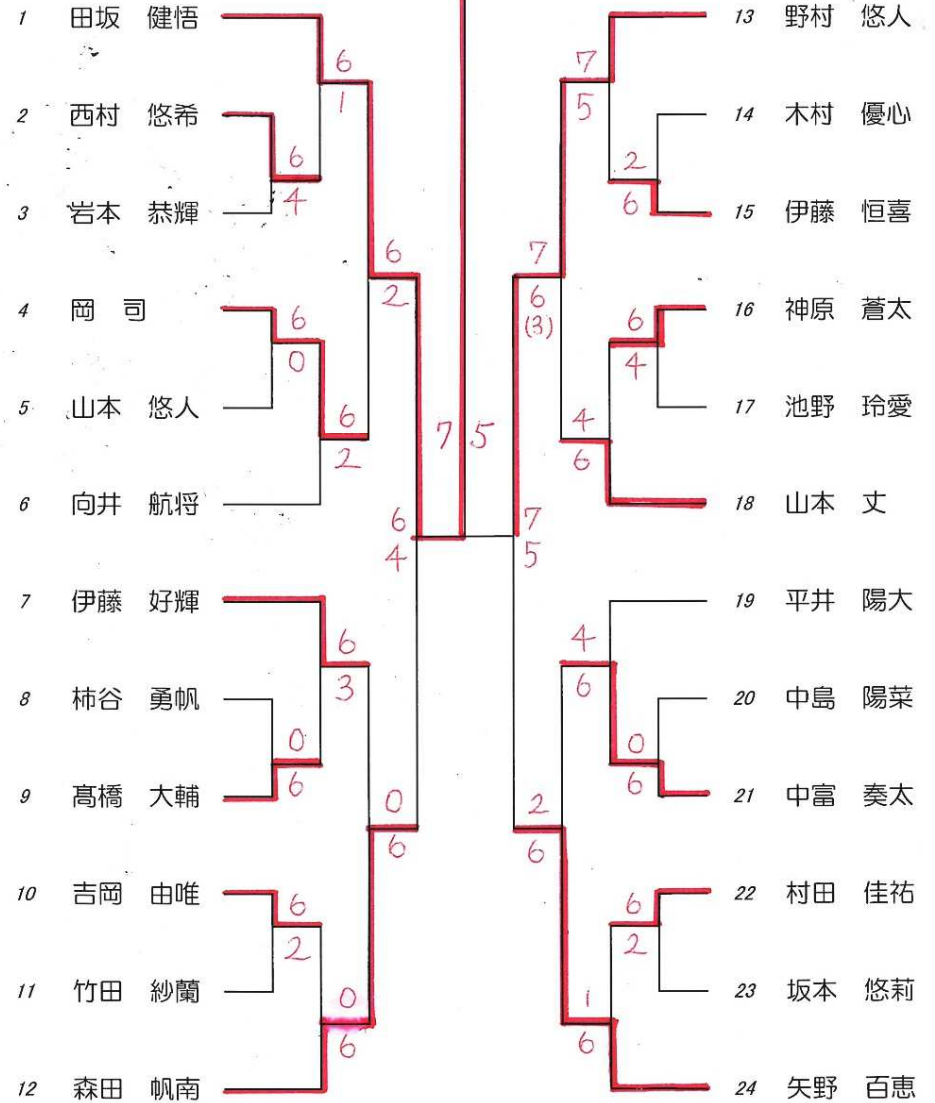 1 田坂 健悟
6
1
2 西村 悠希
6
4
3 岩本 恭輝
6
2
4 岡 司
6
0
5 山本 悠人
6
2
6 向井 航将
6
4
7 伊藤 好輝
6
3
8 柿谷 勇帆
0
6
9 髙橋 大輔
0
6
10 吉岡 由唯
6
2
11 竹田 紗蘭
0
6
12 森田 帆南
7 5
13 野村 悠人
7
5
14 木村 優心
2
6
15 伊藤 恒喜
7
6
(3)
16 神原 蒼太
6
4
17 池野 玲愛
4
6
18 山本 丈
7
5
19 平井 陽大
4
6
20 中島 陽菜
0
6
21 中富 奏太
2
6
22 村田 佳祐
6
2
23 坂本 悠莉
1
6
24 矢野 百恵